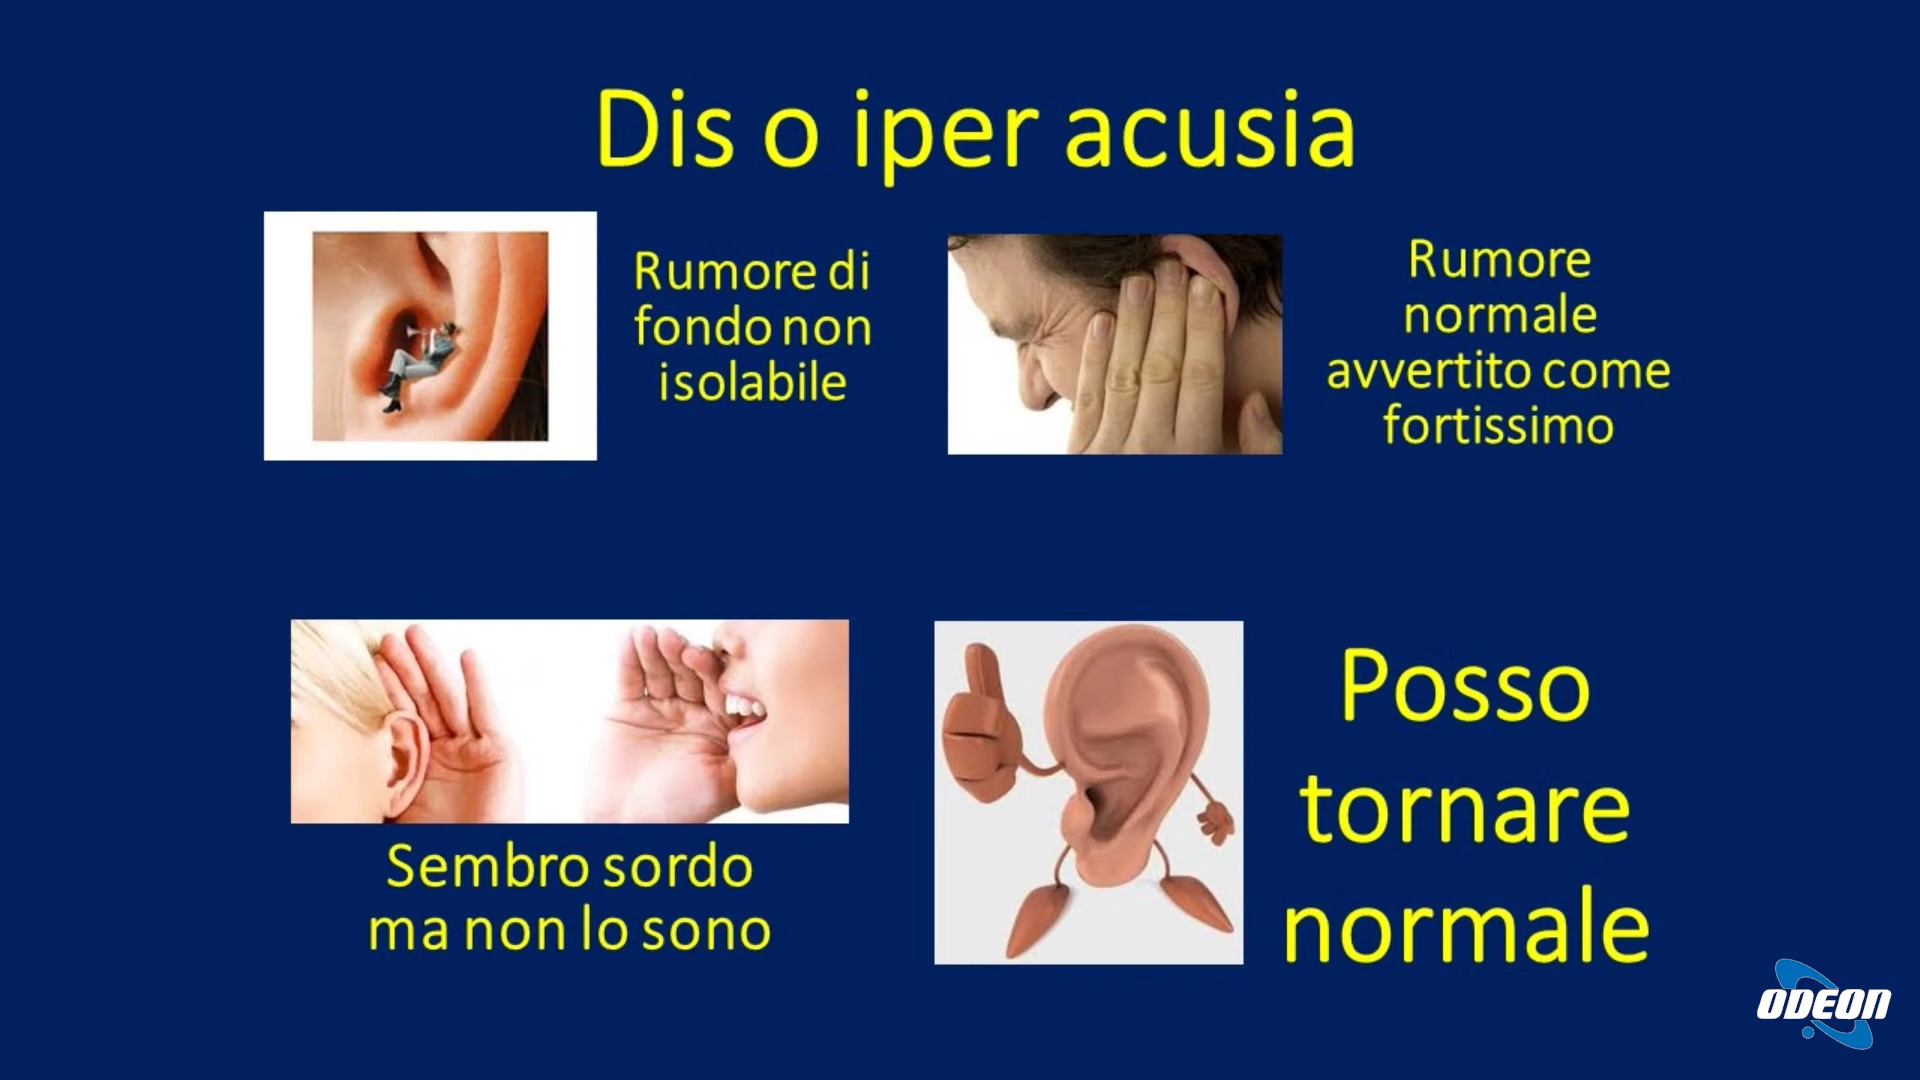 Dis o iper acusia
Rumore di
fondo non
isolabile
Rumore
normale
avvertito come
fortissimo
Sembro sordo
ma non lo sono
Posso
tornare
normale
ODEON